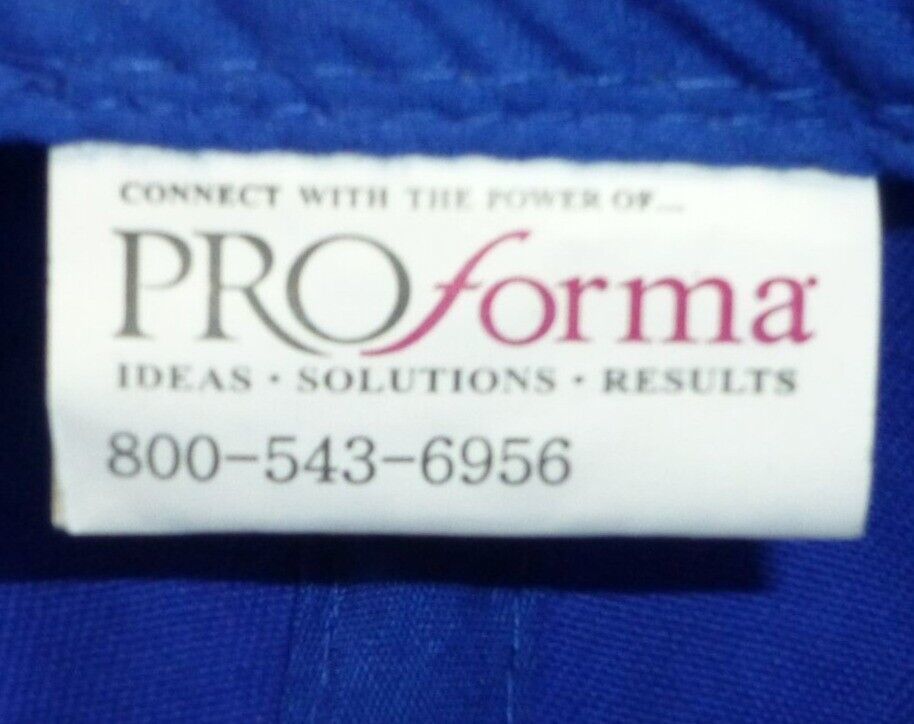 CONNECT WITH THE POWER OF...
PROforma
IDEAS · SOLUTIONS · RESULTS
800-543-6956